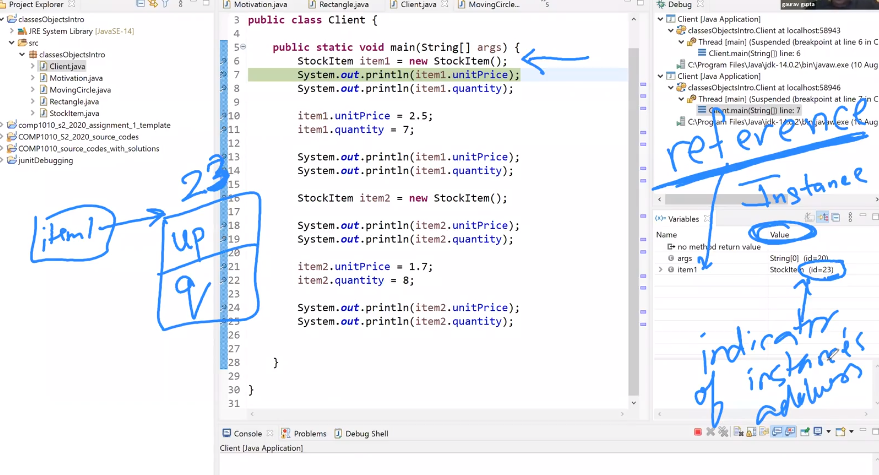 Project Explorer
classesObjectsIntro
JRE System Library [JavaSE-14]
src
classesObjectsIntro
Client.java
Motivation.java
MovingCircle.java
Rectangle.java
StockItem.java
comp1010_s2_2020_assignment_1_template
COMP1010_S2_2020_source_codes
COMP1010_source_codes_with_solutions
junitDebugging
Motivation.java Rectangle.java Client.java MovingCircle....
3 public class Client {
4
5 public static void main(String[] args) {
6 StockItem item1 = new StockItem();
7 System.out.println(item1.unitPrice);
8 System.out.println(item1.quantity);
9
10 item1.unitPrice = 2.5;
11 item1.quantity = 7;
12
13 System.out.println(item1.unitPrice);
14 System.out.println(item1.quantity);
15
16 StockItem item2 = new StockItem();
17
18 System.out.println(item2.unitPrice);
19 System.out.println(item2.quantity);
20
21 item2.unitPrice = 1.7;
22 item2.quantity = 8;
23
24 System.out.println(item2.unitPrice);
25 System.out.println(item2.quantity);
26
27
28 }
29
30 }
31
23
item1
up
q
Console Problems Debug Shell
Client [Java Application]
Debug
gaurav gupta
Client [Java Application]
classesObjectsIntro.Client at localhost:58943
Thread [main] (Suspended (breakpoint at line 6 in C
Client.main(String[]) line: 6
C:\Program Files\Java\jdk-14.0.2\bin\javaw.exe (10 Aug
Client [Java Application]
classesObjectsIntro.Client at localhost:58946
Thread [main] (Suspended (breakpoint at line 7 in C
Client.main(String[]) line: 7
C:\Program Files\Java\jdk-14.0.2\bin\javaw.exe (10 Aug
reference
Instance
Variables
Name Value
no method return value
args String[0] (id=20)
item1 StockItem (id=23)
indicator
of instance's
address